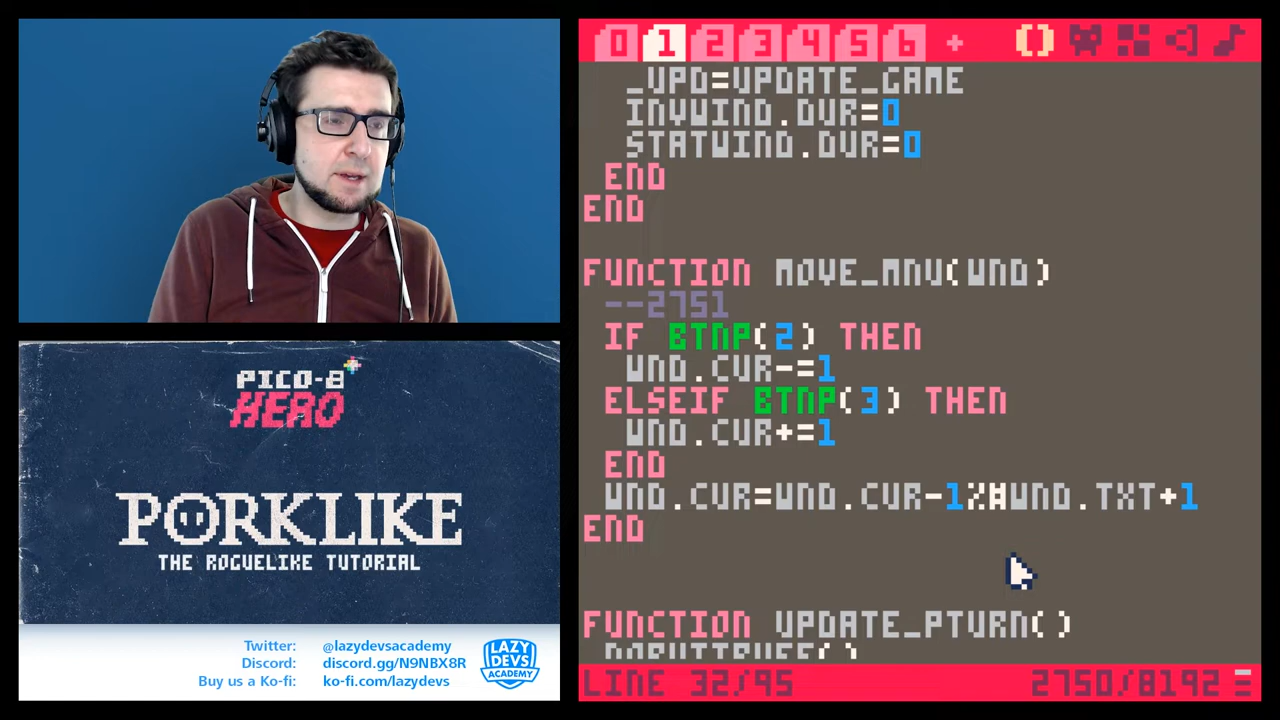 0 1 2 3 4 5 6 +
_UPD=UPDATE_GAME
INVWIND.DUR=0
STATWIND.DUR=0
END
END
FUNCTION MOVE_MNU(WND)
--2751
IF BTNP(2) THEN
WND.CUR-=1
ELSEIF BTNP(3) THEN
WND.CUR+=1
END
WND.CUR=WND.CUR-1%#WND.TXT+1
END
FUNCTION UPDATE_PTURN()
DOBUTTBUFF()
LINE 32/95
2750/8192
PICO-8
HERO
PORKLIKE
THE ROGUELIKE TUTORIAL
Twitter: @lazydevsacademy
Discord: discord.gg/N9NBX8R
Buy us a Ko-fi: ko-fi.com/lazydevs
LAZY
DEVS
ACADEMY